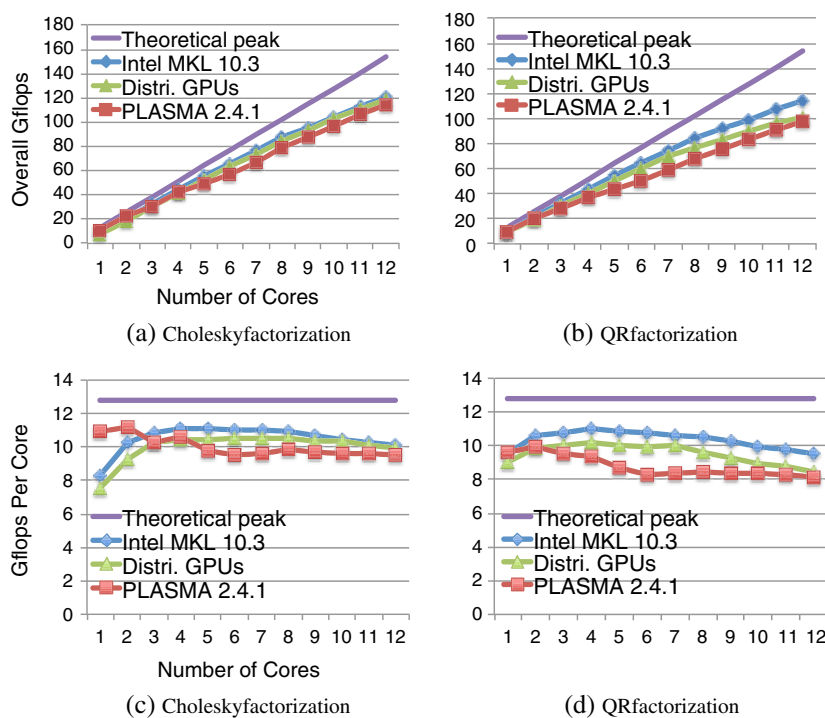 180
160
140
120
100
80
60
40
20
0
Overall Gflops
Theoretical peak
Intel MKL 10.3
Distri. GPUs
PLASMA 2.4.1
1 2 3 4 5 6 7 8 9 10 11 12
Number of Cores
(a) Choleskyfactorization
180
160
140
120
100
80
60
40
20
0
Theoretical peak
Intel MKL 10.3
Distri. GPUs
PLASMA 2.4.1
1 2 3 4 5 6 7 8 9 10 11 12
(b) QRfactorization
14
12
10
8
6
4
2
0
Gflops Per Core
Theoretical peak
Intel MKL 10.3
Distri. GPUs
PLASMA 2.4.1
1 2 3 4 5 6 7 8 9 10 11 12
Number of Cores
(c) Choleskyfactorization
14
12
10
8
6
4
2
0
Theoretical peak
Intel MKL 10.3
Distri. GPUs
PLASMA 2.4.1
1 2 3 4 5 6 7 8 9 10 11 12
(d) QRfactorization